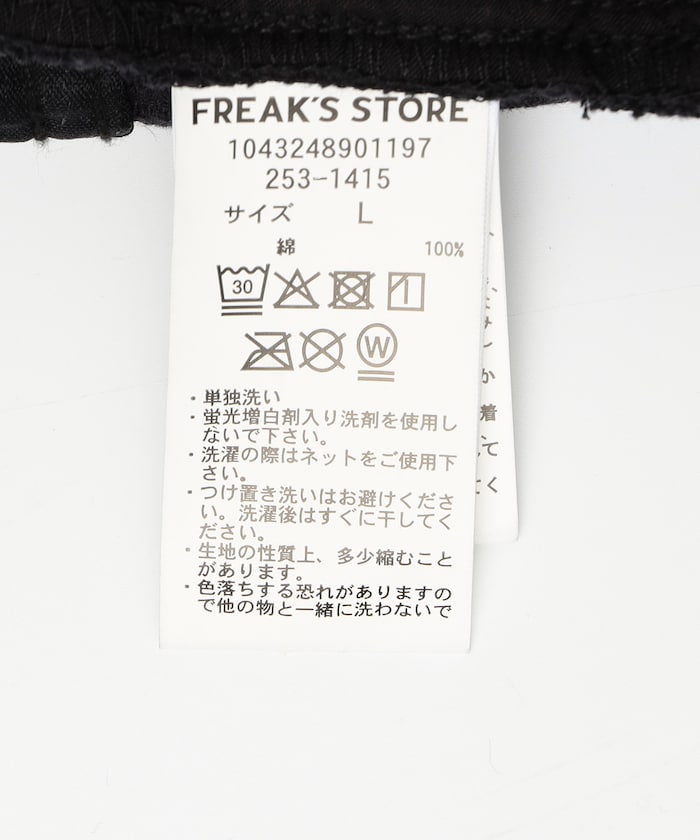 FREAK'S STORE
1043248901197
253-1415
サイズ L
綿 100%
30
W
・単独洗い
・蛍光増白剤入り洗剤を使用し
ないで下さい。
・洗濯の際はネットをご使用下
さい。
・つけ置き洗いはお避けくださ
い。洗濯後はすぐに干してく
ださい。
・生地の性質上、多少縮むこと
があります。
・色落ちする恐れがありますの
で他の物と一緒に洗わないで
か
着
て
く